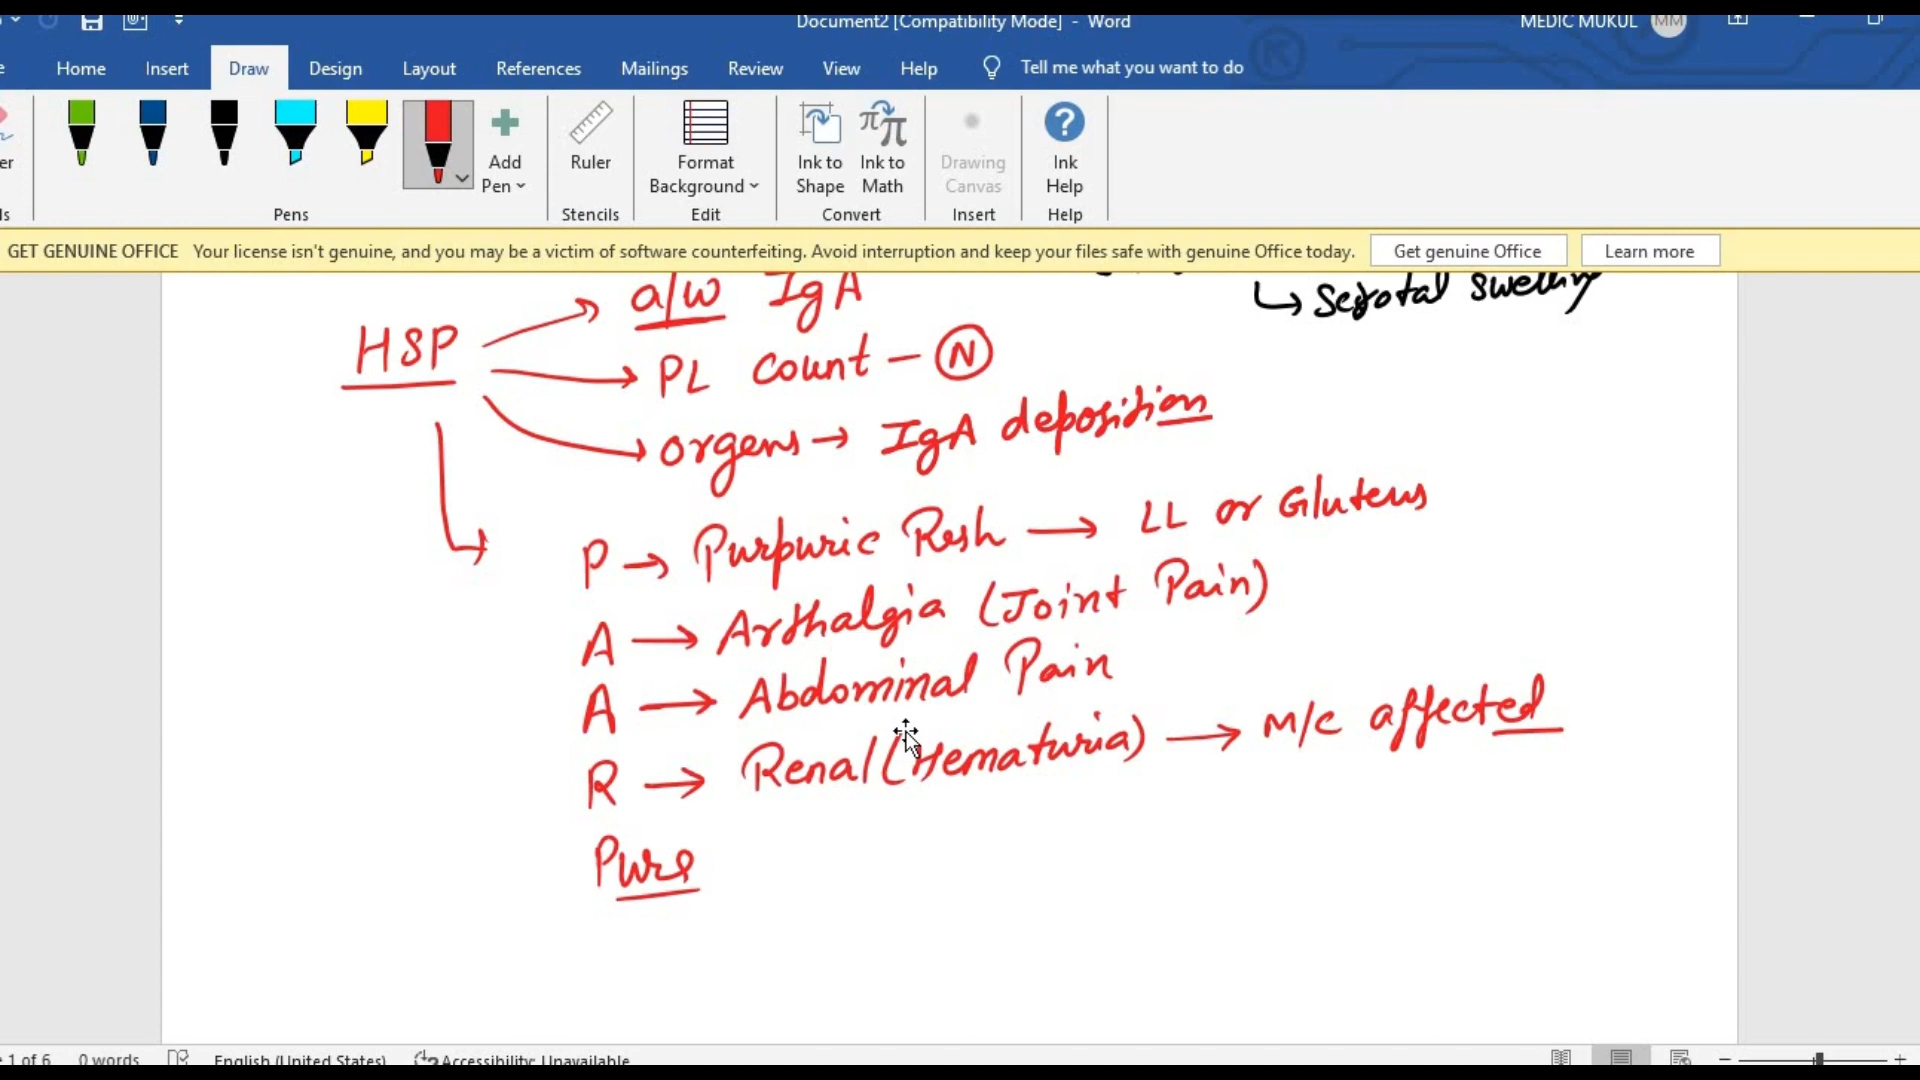 Document2 [Compatibility Mode] - Word
MEDIC MUKUL MM
Home Insert Draw Design Layout References Mailings Review View Help Tell me what you want to do
Add Pen
Ruler
Format Background
Ink to Shape
Ink to Math
Drawing Canvas
Ink Help
Pens Stencils Edit Convert Insert Help
GET GENUINE OFFICE Your license isn't genuine, and you may be a victim of software counterfeiting. Avoid interruption and keep your files safe with genuine Office today. Get genuine Office Learn more
a/w IgA
swelling
HSP
PL count - N
orgens → IgA deposition
P → Purpuric Resh → LL or Gluteus
A → Arthalgia (Joint Pain)
A → Abdominal Pain
R → Renal (Hematuria) → M/C affected
1 of 6 0 words English (United States) Accessibility: Unavailable